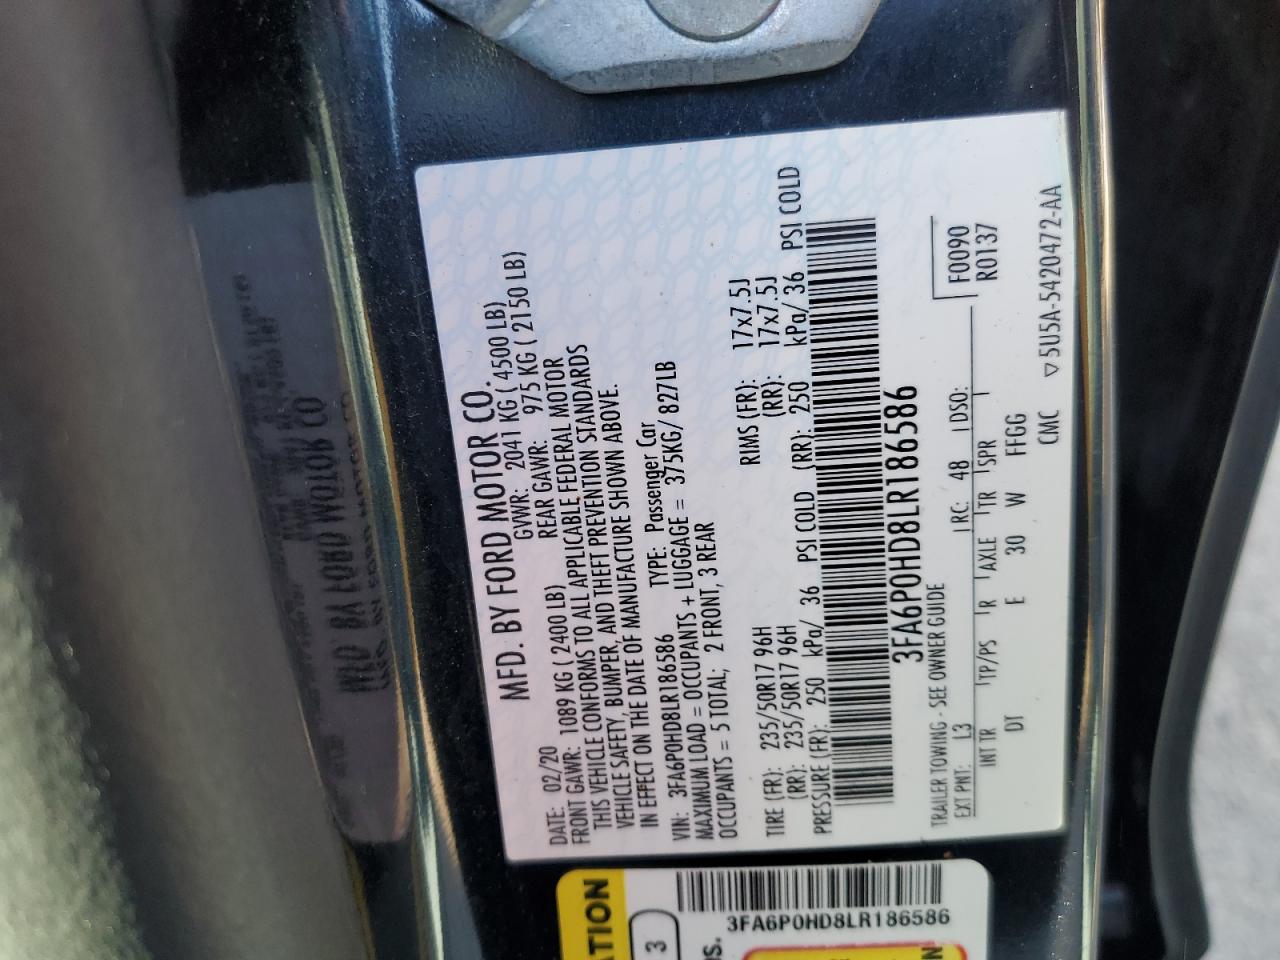 MFD. BY FORD MOTOR CO.
DATE: 02/20 GVWR: 2041 KG ( 4500 LB)
FRONT GAWR: 1089 KG ( 2400 LB) REAR GAWR: 975 KG ( 2150 LB)
THIS VEHICLE CONFORMS TO ALL APPLICABLE FEDERAL MOTOR
VEHICLE SAFETY, BUMPER, AND THEFT PREVENTION STANDARDS
IN EFFECT ON THE DATE OF MANUFACTURE SHOWN ABOVE.
VIN: 3FA6P0HD8LR186586 TYPE: Passenger Car
MAXIMUM LOAD = OCCUPANTS + LUGGAGE = 375KG/ 827LB
OCCUPANTS = 5 TOTAL; 2 FRONT, 3 REAR
TIRE (FR): 235/50R17 96H RIMS (FR): 17x7.5J
(RR): 235/50R17 96H (RR): 17x7.5J
PRESSURE (FR): 250 kPa/ 36 PSI COLD (RR): 250 kPa/ 36 PSI COLD
3FA6P0HD8LR186586
F0090
R0137
TRAILER TOWING - SEE OWNER GUIDE
EXT PNT: L3 RC: 48 DSO:
INT TR TP/PS R AXLE TR SPR
DT E 30 W FFGG
CMC ▽5U5A-5420472-AA
ATION
3
3FA6P0HD8LR186586